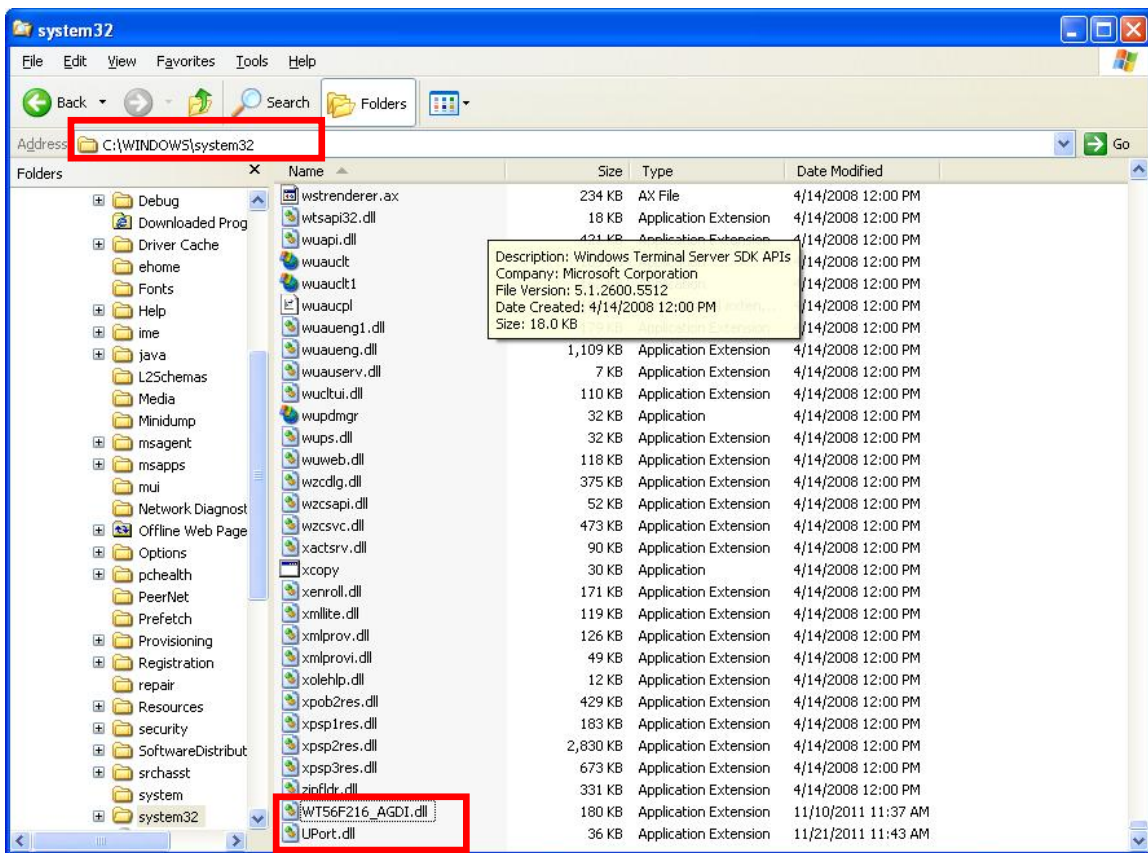 system32
File Edit View Favorites Tools Help
Back Search Folders
Address C:\WINDOWS\system32 Go
Folders x Name Size Type Date Modified
Debug
Downloaded Prog
Driver Cache
ehome
Fonts
Help
ime
java
L2Schemas
Media
Minidump
msagent
msapps
mui
Network Diagnost
Offline Web Page
Options
pchealth
PeerNet
Prefetch
Provisioning
Registration
repair
Resources
security
SoftwareDistribut
srchasst
system
system32
wstrenderer.ax 234 KB AX File 4/14/2008 12:00 PM
wtsapi32.dll 18 KB Application Extension 4/14/2008 12:00 PM
wuapi.dll 421 KB Application Extension 4/14/2008 12:00 PM
wuauclt /14/2008 12:00 PM
wuauclt1 /14/2008 12:00 PM
wuaucpl /14/2008 12:00 PM
wuaueng1.dll /14/2008 12:00 PM
Description: Windows Terminal Server SDK APIs
Company: Microsoft Corporation
File Version: 5.1.2600.5512
Date Created: 4/14/2008 12:00 PM
Size: 18.0 KB
wuaueng.dll 1,109 KB Application Extension 4/14/2008 12:00 PM
wuauserv.dll 7 KB Application Extension 4/14/2008 12:00 PM
wucltui.dll 110 KB Application Extension 4/14/2008 12:00 PM
wupdmgr 32 KB Application 4/14/2008 12:00 PM
wups.dll 32 KB Application Extension 4/14/2008 12:00 PM
wuweb.dll 118 KB Application Extension 4/14/2008 12:00 PM
wzcdlg.dll 375 KB Application Extension 4/14/2008 12:00 PM
wzcsapi.dll 52 KB Application Extension 4/14/2008 12:00 PM
wzcsvc.dll 473 KB Application Extension 4/14/2008 12:00 PM
xactsrv.dll 90 KB Application Extension 4/14/2008 12:00 PM
xcopy 30 KB Application 4/14/2008 12:00 PM
xenroll.dll 171 KB Application Extension 4/14/2008 12:00 PM
xmllite.dll 119 KB Application Extension 4/14/2008 12:00 PM
xmlprov.dll 126 KB Application Extension 4/14/2008 12:00 PM
xmlprovi.dll 49 KB Application Extension 4/14/2008 12:00 PM
xolehlp.dll 12 KB Application Extension 4/14/2008 12:00 PM
xpob2res.dll 429 KB Application Extension 4/14/2008 12:00 PM
xpsp1res.dll 183 KB Application Extension 4/14/2008 12:00 PM
xpsp2res.dll 2,830 KB Application Extension 4/14/2008 12:00 PM
xpsp3res.dll 673 KB Application Extension 4/14/2008 12:00 PM
zipfldr.dll 331 KB Application Extension 4/14/2008 12:00 PM
WT56F216_AGDI.dll 180 KB Application Extension 11/10/2011 11:37 AM
UPort.dll 36 KB Application Extension 11/21/2011 11:43 AM